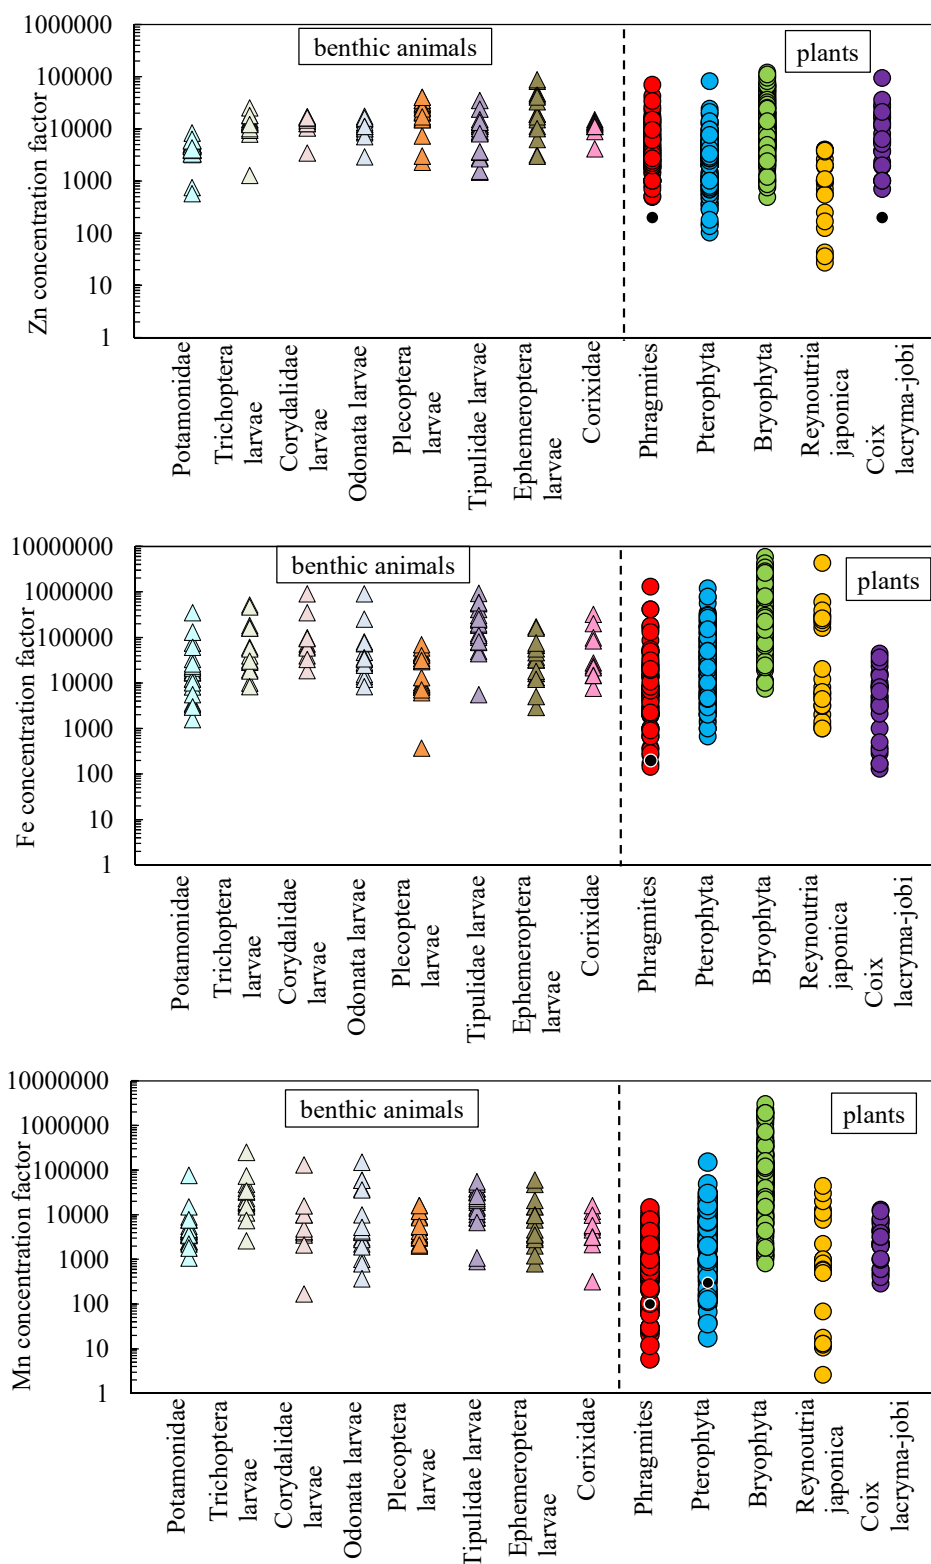 Zn concentration factor
1000000
100000
10000
1000
100
10
1
benthic animals
plants
Potamonidae
Trichoptera
larvae
Corydalidae
larvae
Odonata larvae
Plecoptera
larvae
Tipulidae larvae
Ephemeroptera
larvae
Corixidae
Phragmites
Pterophyta
Bryophyta
Reynoutria
japonica
Coix
lacryma-jobi
Fe concentration factor
10000000
1000000
100000
10000
1000
100
10
1
benthic animals
plants
Potamonidae
Trichoptera
larvae
Corydalidae
larvae
Odonata larvae
Plecoptera
larvae
Tipulidae larvae
Ephemeroptera
larvae
Corixidae
Phragmites
Pterophyta
Bryophyta
Reynoutria
japonica
Coix
lacryma-jobi
Mn concentration factor
10000000
1000000
100000
10000
1000
100
10
1
benthic animals
plants
Potamonidae
Trichoptera
larvae
Corydalidae
larvae
Odonata larvae
Plecoptera
larvae
Tipulidae larvae
Ephemeroptera
larvae
Corixidae
Phragmites
Pterophyta
Bryophyta
Reynoutria
japonica
Coix
lacryma-jobi